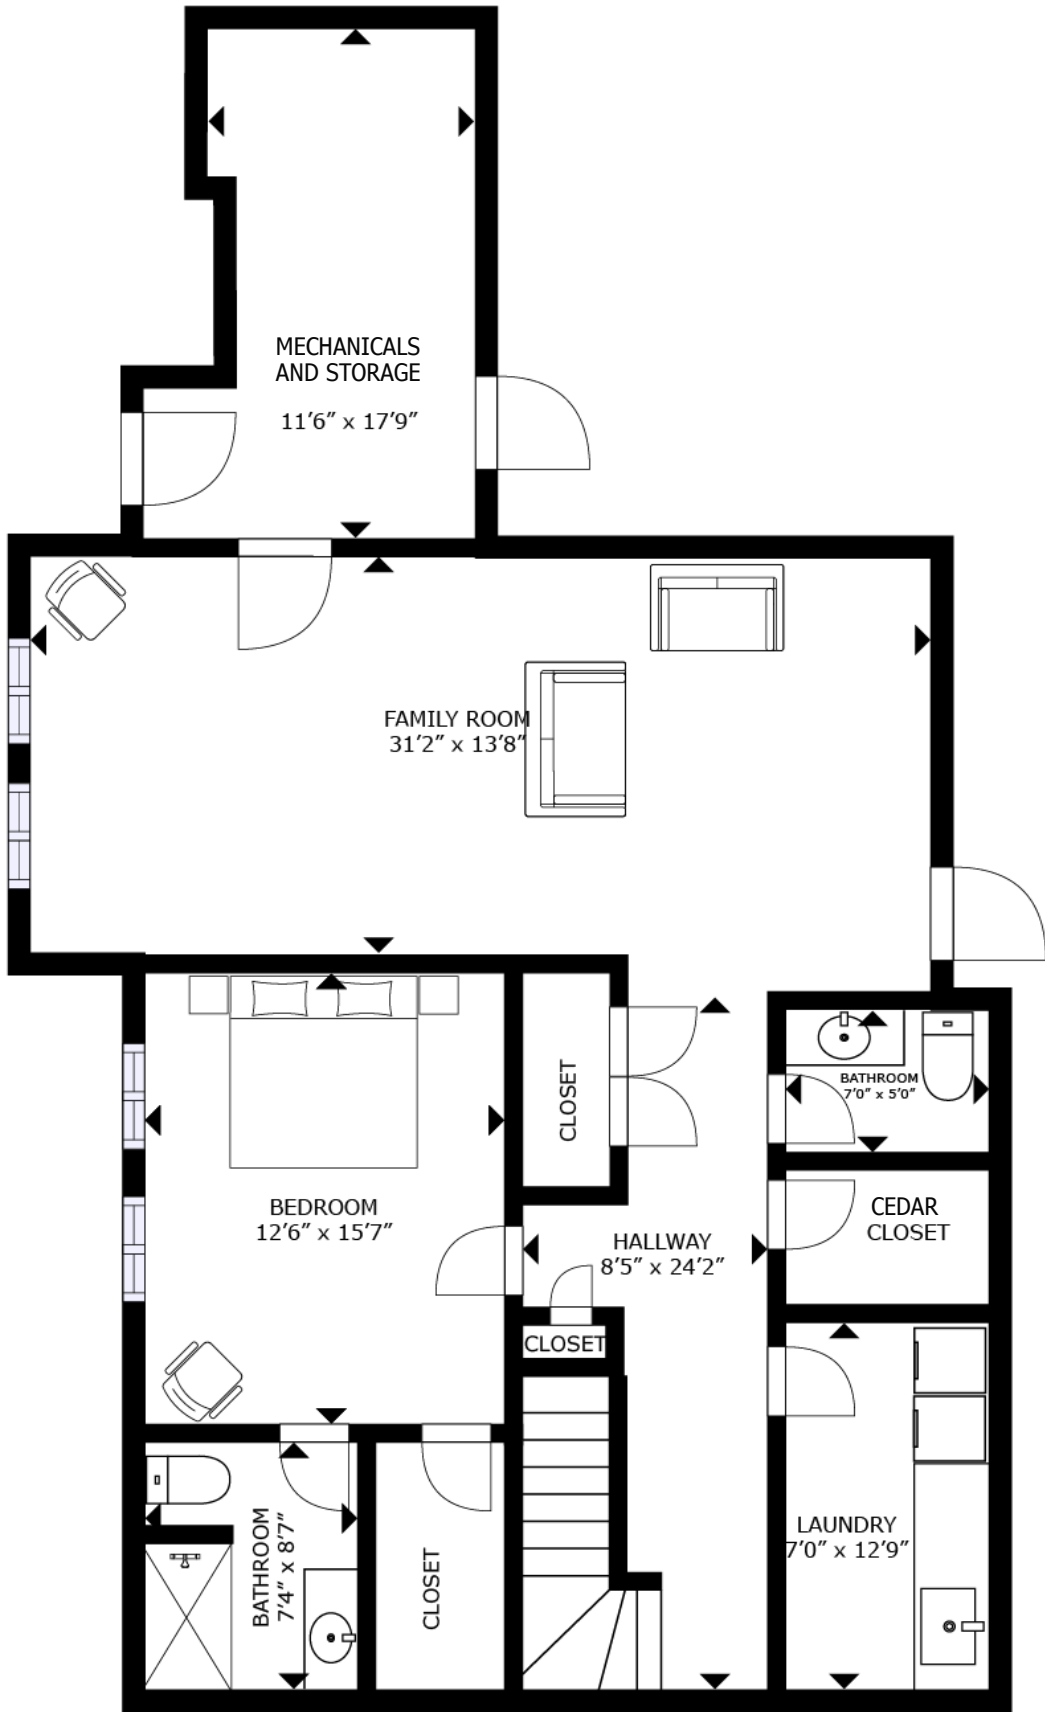 MECHANICALS
AND STORAGE
11’6” x 17’9”
FAMILY ROOM
31’2” x 13’8”
CLOSET
BATHROOM
7’0” x 5’0”
BEDROOM
12’6” x 15’7”
CEDAR
CLOSET
HALLWAY
8’5” x 24’2”
CLOSET
LAUNDRY
7’0” x 12’9”
BATHROOM
7’4” x 8’7”
CLOSET